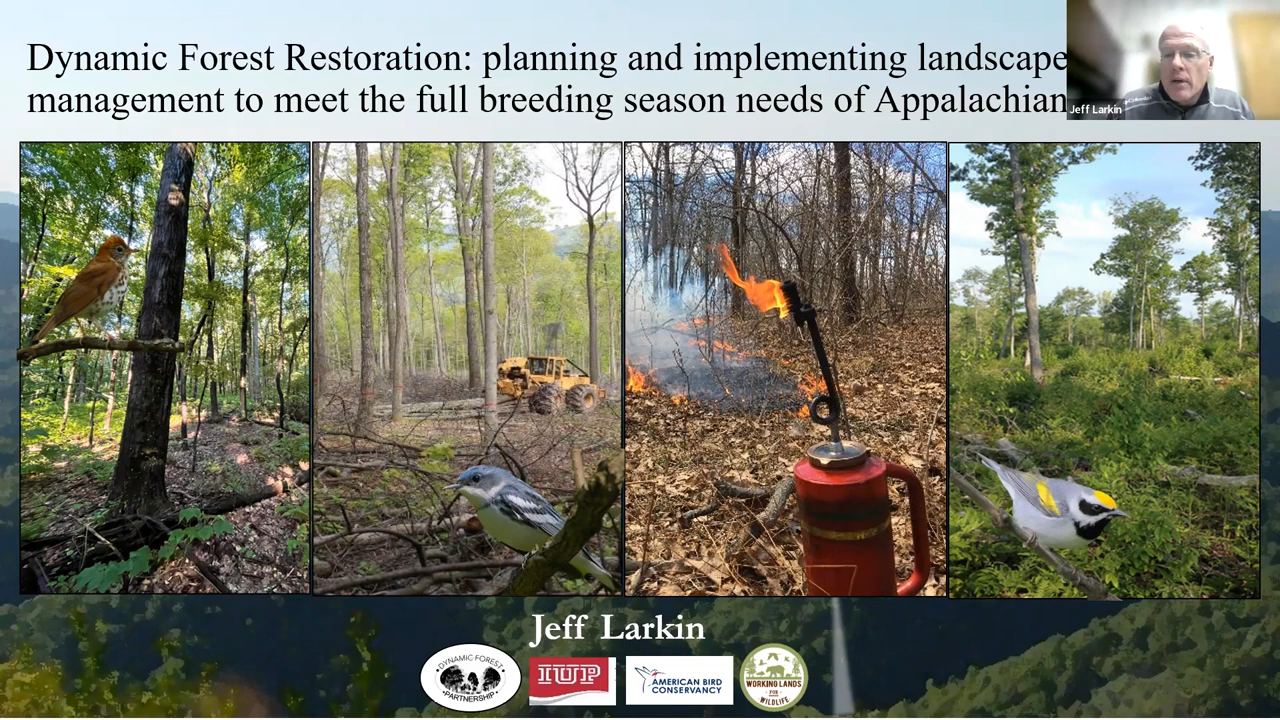 Dynamic Forest Restoration: planning and implementing landscape
management to meet the full breeding season needs of Appalachian
Jeff Larkin
Jeff Larkin
DYNAMIC FOREST
PARTNERSHIP
IUP
AMERICAN BIRD
CONSERVANCY
WORKING LANDS
FOR
WILDLIFE